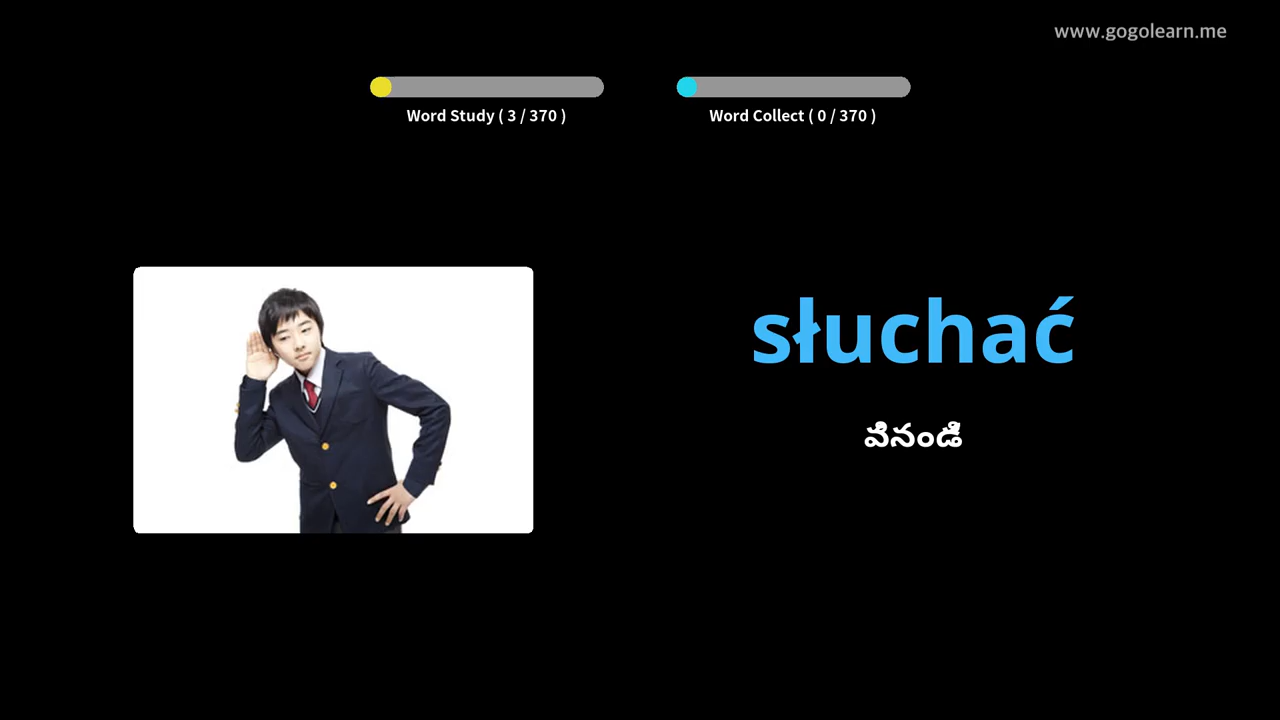 www.gogolearn.me
Word Study ( 3 / 370 )
Word Collect ( 0 / 370 )
słuchać
వినండి